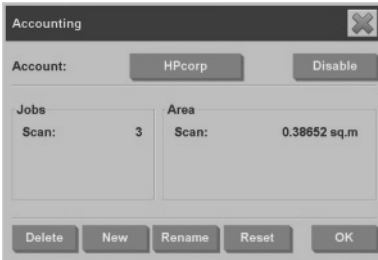 Accounting
Account: HPcorp Disable
Jobs Area
Scan: 3 Scan: 0.38652 sq.m
Delete New Rename Reset OK